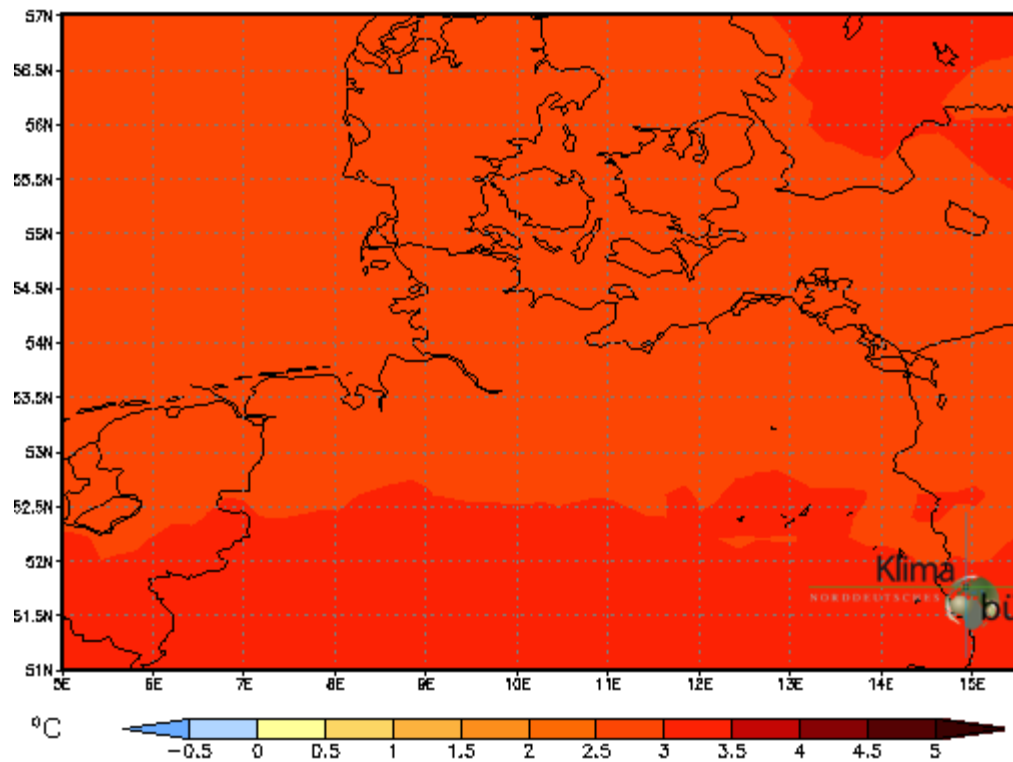 57N
56.5N
56N
55.5N
55N
54.5N
54N
53.5N
53N
52.5N
52N
51.5N
51N
5E 6E 7E 8E 9E 10E 11E 12E 13E 14E 15E
Klima
NORDDEUTSCHES
bü
°C
-0.5 0 0.5 1 1.5 2 2.5 3 3.5 4 4.5 5